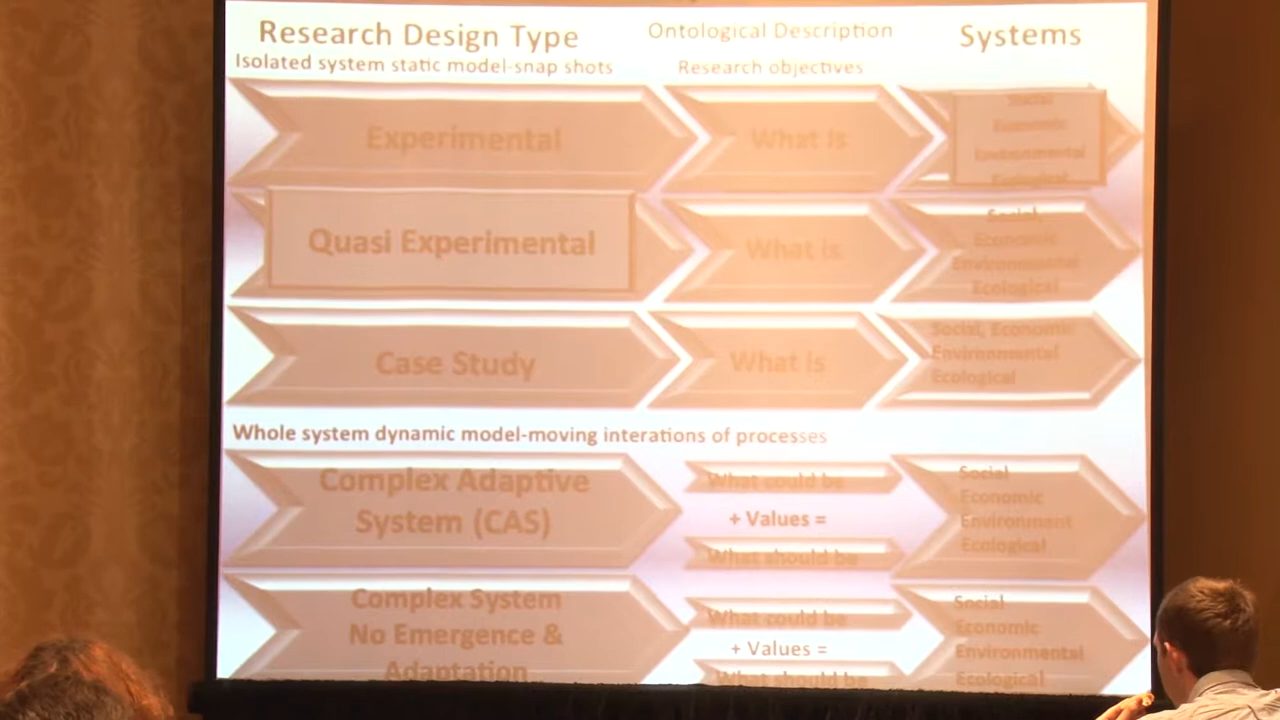 Research Design Type
Ontological Description
Systems
Isolated system static model-snap shots
Research objectives
Experimental
What is
Social
Economic
Environmental
Ecological
Quasi Experimental
What is
Social,
Economic
Environmental
Ecological
Case Study
What is
Social, Economic
Environmental
Ecological
Whole system dynamic model-moving interations of processes
Complex Adaptive
System (CAS)
What could be
+ Values =
What should be
Social
Economic
Environment
Ecological
Complex System
No Emergence &
Adaptation
What could be
+ Values =
What should be
Social
Economic
Environmental
Ecological